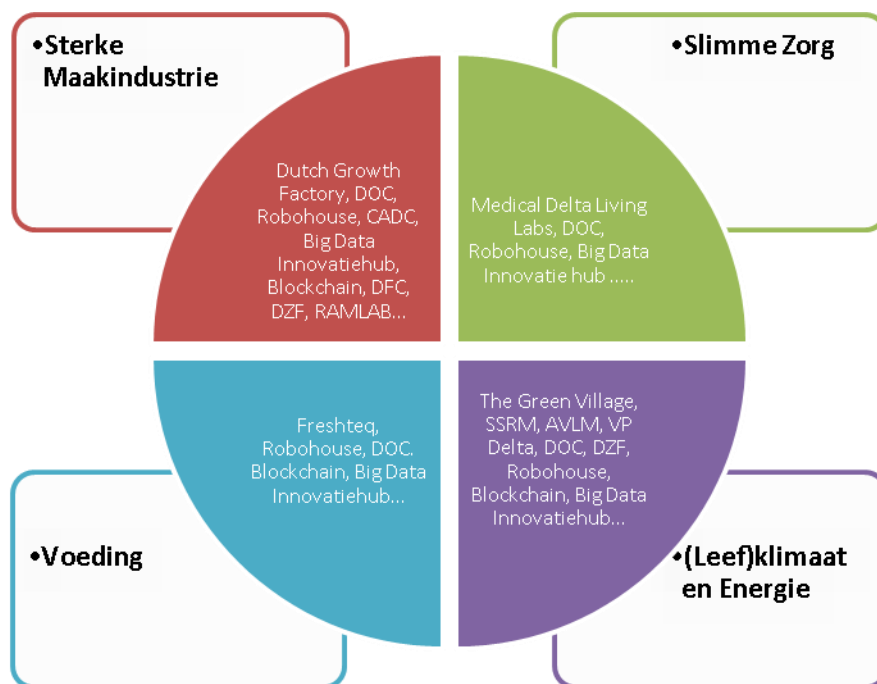 •Sterke
Maakindustrie
•Slimme Zorg
Dutch Growth
Factory, DOC,
Robohouse, CADC,
Big Data
Innovatiehub,
Blockchain, DFC,
DZF, RAMLAB...
Medical Delta Living
Labs, DOC,
Robohouse, Big Data
Innovatie hub .....
Freshteq,
Robohouse, DOC.
Blockchain, Big Data
Innovatiehub...
The Green Village,
SSRM, AVLM, VP
Delta, DOC, DZF,
Robohouse,
Blockchain, Big Data
Innovatiehub...
•Voeding
•(Leef)klimaat
en Energie